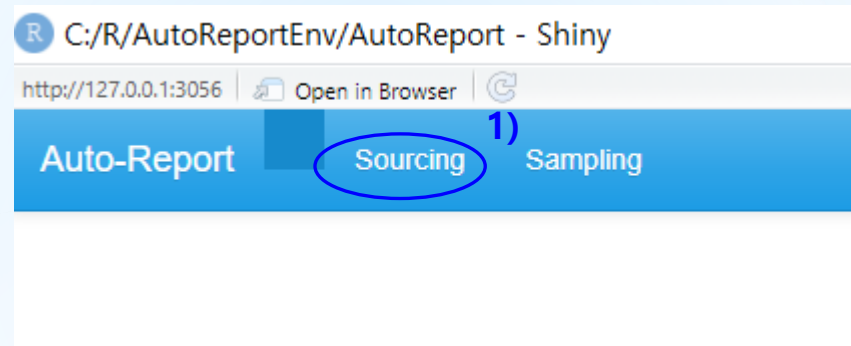 R C:/R/AutoReportEnv/AutoReport - Shiny
http://127.0.0.1:3056 Open in Browser
1)
Auto-Report Sourcing Sampling